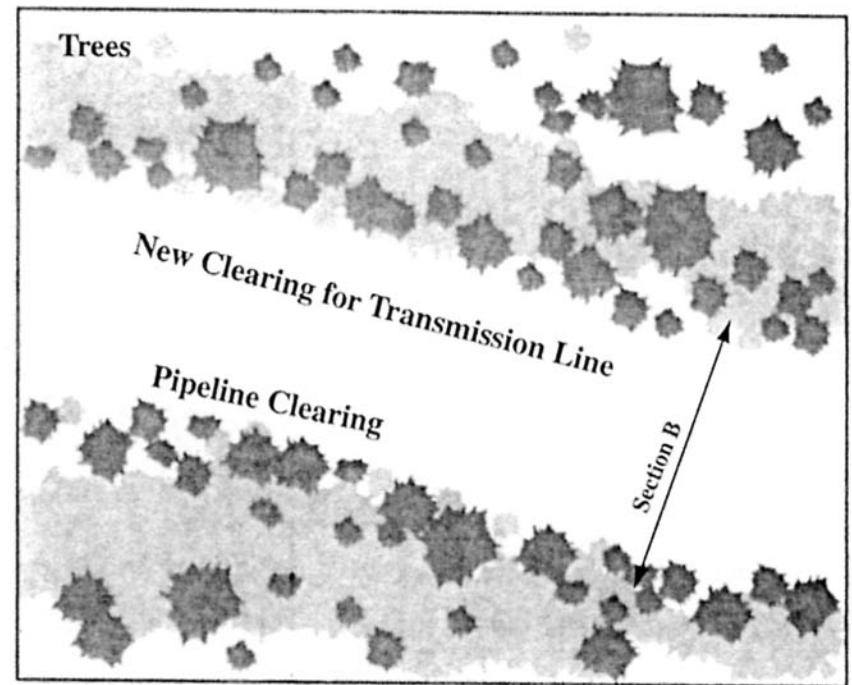 Trees
New Clearing for Transmission Line
Pipeline Clearing
Section B